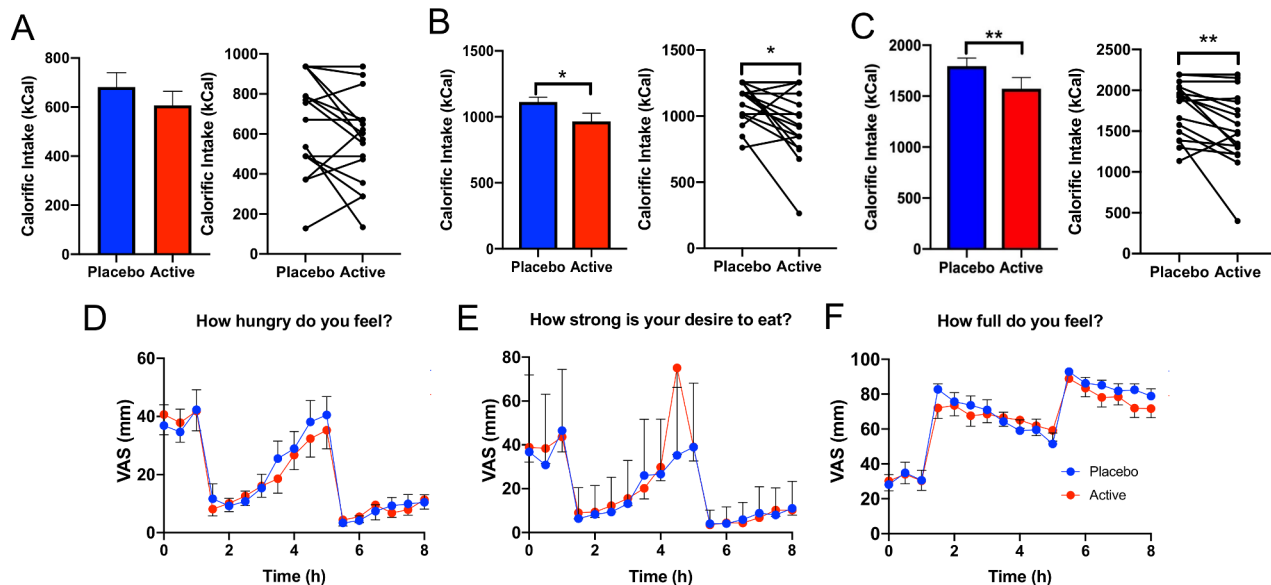 A
Calorific Intake (kCal)
800
600
400
200
0
Placebo Active
Calorific Intake (kCal)
1000
800
600
400
200
0
Placebo Active
B
Calorific Intake (kCal)
1500
1000
500
0
*
Placebo Active
Calorific Intake (kCal)
1500
1000
500
0
*
Placebo Active
C
Calorific Intake (kCal)
2000
1500
1000
500
0
**
Placebo Active
Calorific Intake (kCal)
2500
2000
1500
1000
500
0
**
Placebo Active
D
How hungry do you feel?
VAS (mm)
60
40
20
0
0 2 4 6 8
Time (h)
E
How strong is your desire to eat?
VAS (mm)
80
60
40
20
0
0 2 4 6 8
Time (h)
F
How full do you feel?
VAS (mm)
100
80
60
40
20
0
Placebo
Active
0 2 4 6 8
Time (h)